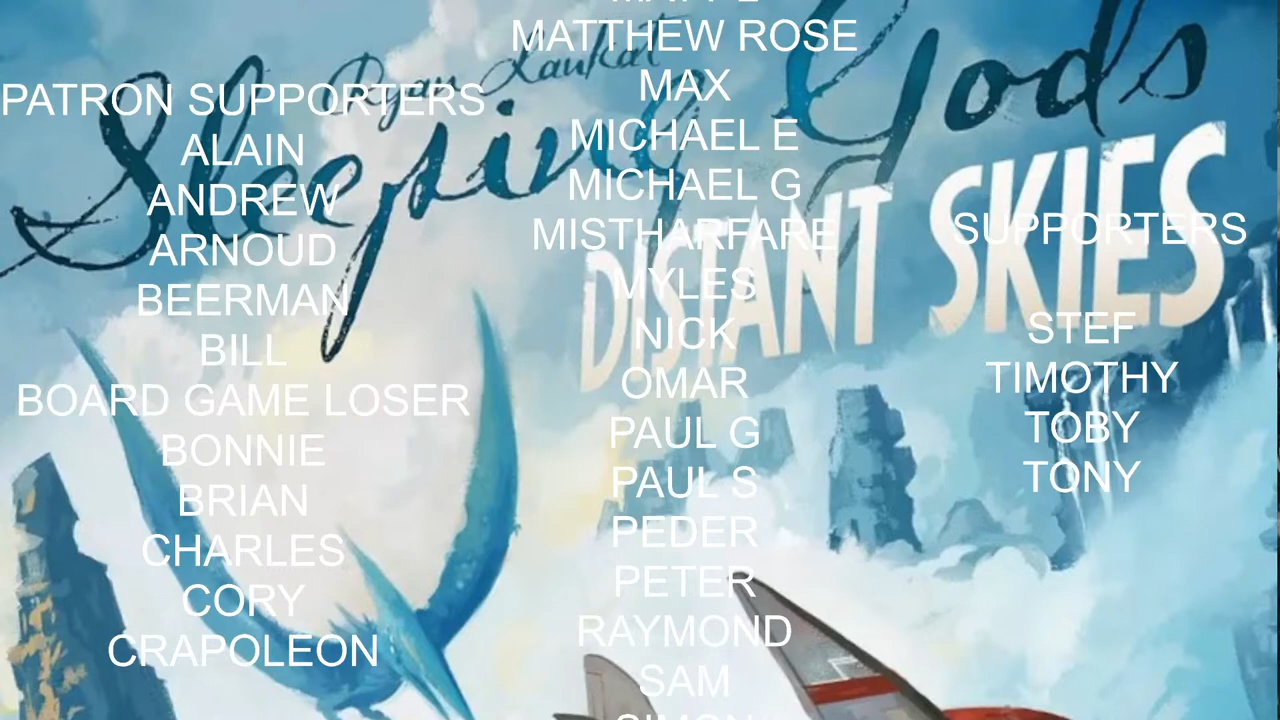 Ryan Laukat
Sleeping Gods
DISTANT SKIES
PATRON SUPPORTERS
ALAIN
ANDREW
ARNOUD
BEERMAN
BILL
BOARD GAME LOSER
BONNIE
BRIAN
CHARLES
CORY
CRAPOLEON
MATTHEW ROSE
MAX
MICHAEL E
MICHAEL G
MISTHARFARE
MYLES
NICK
OMAR
PAUL G
PAUL S
PEDER
PETER
RAYMOND
SAM
SUPPORTERS
STEF
TIMOTHY
TOBY
TONY